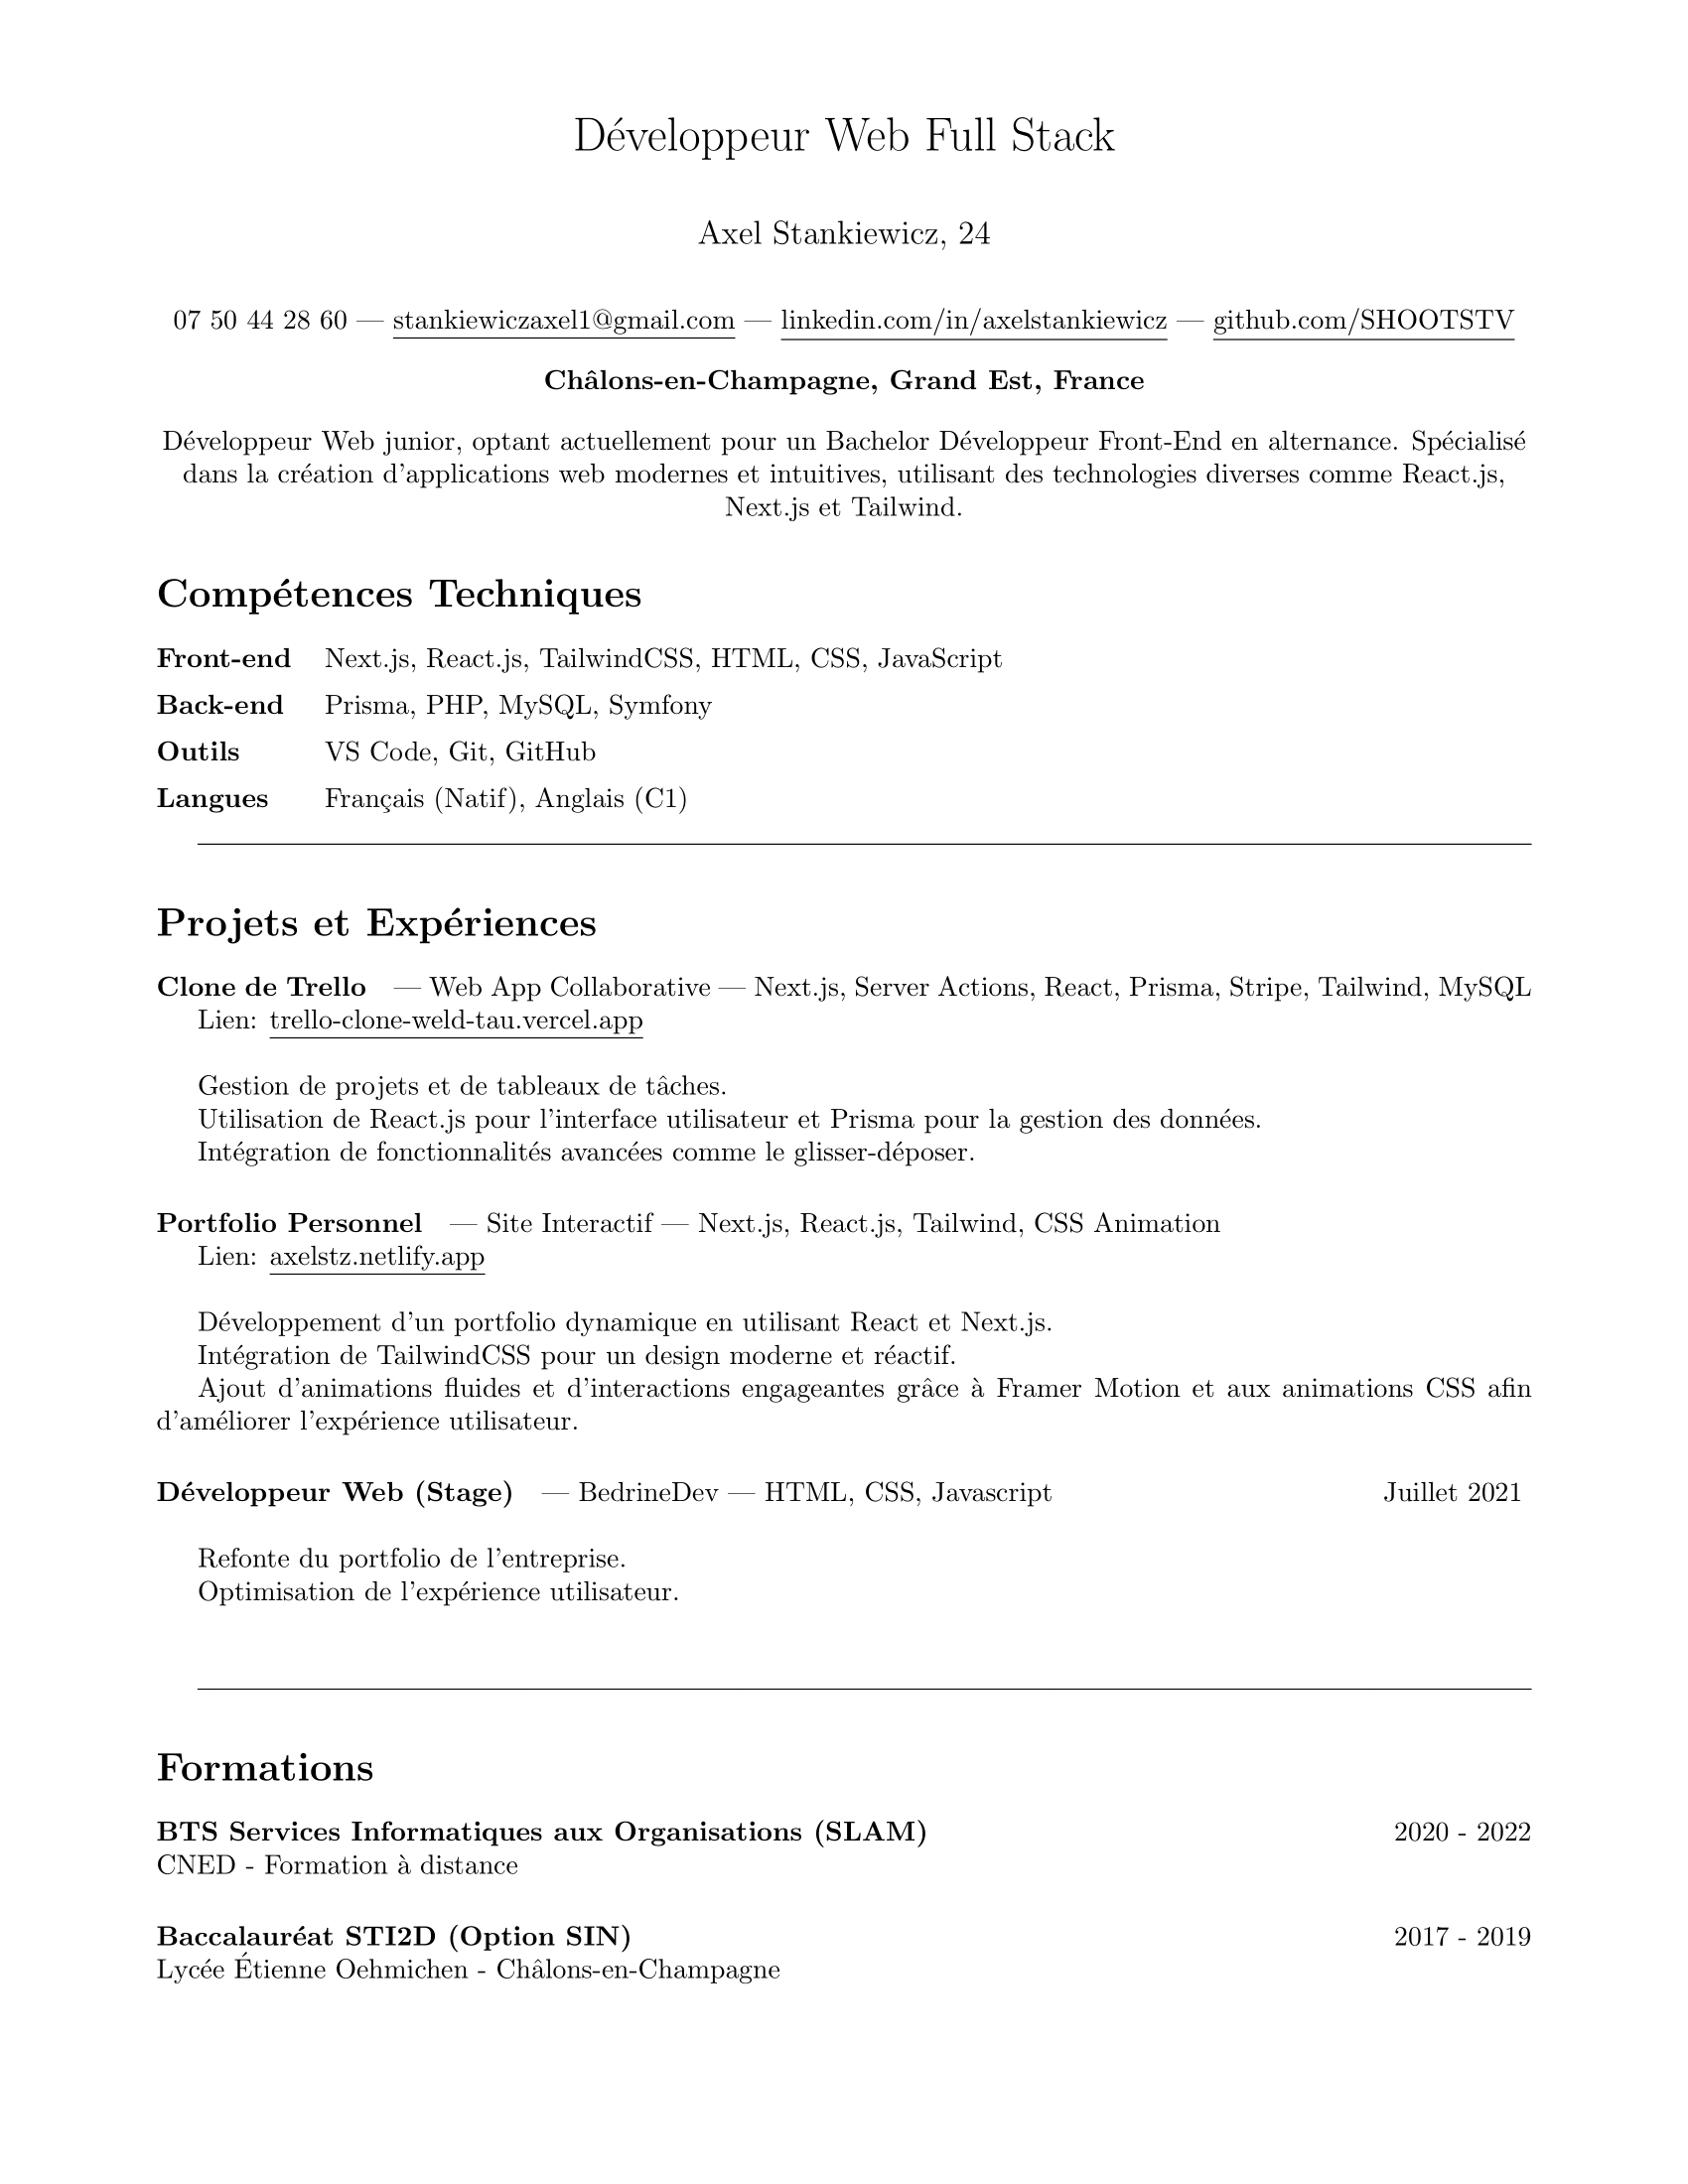 Développeur Web Full Stack
Axel Stankiewicz, 24
07 50 44 28 60 — stankiewiczaxel1@gmail.com — linkedin.com/in/axelstankiewicz — github.com/SHOOTSTV
Châlons-en-Champagne, Grand Est, France
Développeur Web junior, optant actuellement pour un Bachelor Développeur Front-End en alternance. Spécialisé
dans la création d'applications web modernes et intuitives, utilisant des technologies diverses comme React.js,
Next.js et Tailwind.
Compétences Techniques
Front-end Next.js, React.js, TailwindCSS, HTML, CSS, JavaScript
Back-end Prisma, PHP, MySQL, Symfony
Outils VS Code, Git, GitHub
Langues Français (Natif), Anglais (C1)
Projets et Expériences
Clone de Trello — Web App Collaborative — Next.js, Server Actions, React, Prisma, Stripe, Tailwind, MySQL
Lien: trello-clone-weld-tau.vercel.app
Gestion de projets et de tableaux de tâches.
Utilisation de React.js pour l'interface utilisateur et Prisma pour la gestion des données.
Intégration de fonctionnalités avancées comme le glisser-déposer.
Portfolio Personnel — Site Interactif — Next.js, React.js, Tailwind, CSS Animation
Lien: axelstz.netlify.app
Développement d'un portfolio dynamique en utilisant React et Next.js.
Intégration de TailwindCSS pour un design moderne et réactif.
Ajout d'animations fluides et d'interactions engageantes grâce à Framer Motion et aux animations CSS afin
d'améliorer l'expérience utilisateur.
Développeur Web (Stage) — BedrineDev — HTML, CSS, Javascript Juillet 2021
Refonte du portfolio de l'entreprise.
Optimisation de l'expérience utilisateur.
Formations
BTS Services Informatiques aux Organisations (SLAM) 2020 - 2022
CNED - Formation à distance
Baccalauréat STI2D (Option SIN) 2017 - 2019
Lycée Étienne Oehmichen - Châlons-en-Champagne